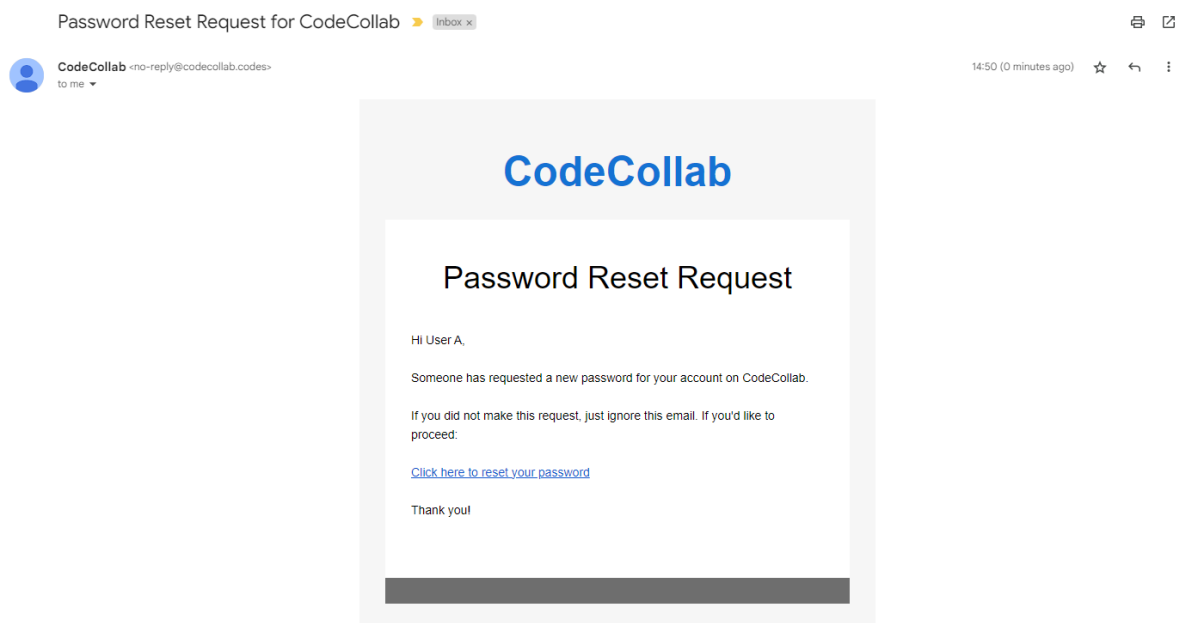 Password Reset Request for CodeCollab Inbox x
CodeCollab <no-reply@codecollab.codes> 14:50 (0 minutes ago)
to me
CodeCollab
Password Reset Request
Hi User A,
Someone has requested a new password for your account on CodeCollab.
If you did not make this request, just ignore this email. If you'd like to
proceed:
Click here to reset your password
Thank you!